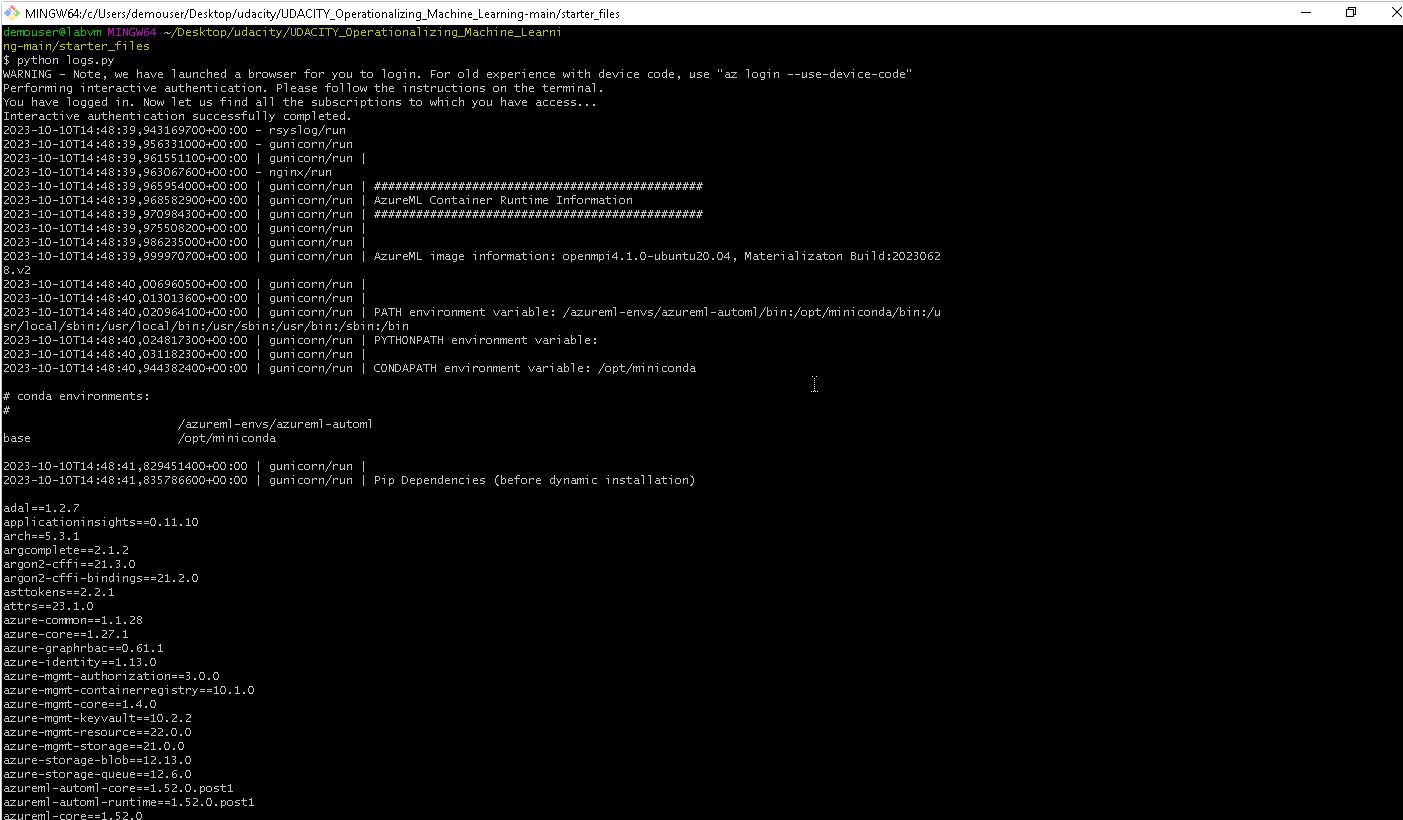 MINGW64:/c/Users/demouser/Desktop/udacity/UDACITY_Operationalizing_Machine_Learning-main/starter_files
demouser@labvm MINGW64 ~/Desktop/udacity/UDACITY_Operationalizing_Machine_Learni
ng-main/starter_files
$ python logs.py
WARNING - Note, we have launched a browser for you to login. For old experience with device code, use "az login --use-device-code"
Performing interactive authentication. Please follow the instructions on the terminal.
You have logged in. Now let us find all the subscriptions to which you have access...
Interactive authentication successfully completed.
2023-10-10T14:48:39,943169700+00:00 - rsyslog/run
2023-10-10T14:48:39,956331000+00:00 - gunicorn/run
2023-10-10T14:48:39,961551100+00:00 | gunicorn/run |
2023-10-10T14:48:39,963067600+00:00 - nginx/run
2023-10-10T14:48:39,965954000+00:00 | gunicorn/run | ###############################################
2023-10-10T14:48:39,968582900+00:00 | gunicorn/run | AzureML Container Runtime Information
2023-10-10T14:48:39,970984300+00:00 | gunicorn/run | ###############################################
2023-10-10T14:48:39,975508200+00:00 | gunicorn/run |
2023-10-10T14:48:39,986235000+00:00 | gunicorn/run |
2023-10-10T14:48:39,999970700+00:00 | gunicorn/run | AzureML image information: openmpi4.1.0-ubuntu20.04, Materializaton Build:2023062
8.v2
2023-10-10T14:48:40,006960500+00:00 | gunicorn/run |
2023-10-10T14:48:40,013013600+00:00 | gunicorn/run |
2023-10-10T14:48:40,020964100+00:00 | gunicorn/run | PATH environment variable: /azureml-envs/azureml-automl/bin:/opt/miniconda/bin:/u
sr/local/sbin:/usr/local/bin:/usr/sbin:/usr/bin:/sbin:/bin
2023-10-10T14:48:40,024817300+00:00 | gunicorn/run | PYTHONPATH environment variable:
2023-10-10T14:48:40,031182300+00:00 | gunicorn/run |
2023-10-10T14:48:40,944382400+00:00 | gunicorn/run | CONDAPATH environment variable: /opt/miniconda
# conda environments:
#
/azureml-envs/azureml-automl
base /opt/miniconda
2023-10-10T14:48:41,829451400+00:00 | gunicorn/run |
2023-10-10T14:48:41,835786600+00:00 | gunicorn/run | Pip Dependencies (before dynamic installation)
adal==1.2.7
applicationinsights==0.11.10
arch==5.3.1
argcomplete==2.1.2
argon2-cffi==21.3.0
argon2-cffi-bindings==21.2.0
asttokens==2.2.1
attrs==23.1.0
azure-common==1.1.28
azure-core==1.27.1
azure-graphrbac==0.61.1
azure-identity==1.13.0
azure-mgmt-authorization==3.0.0
azure-mgmt-containerregistry==10.1.0
azure-mgmt-core==1.4.0
azure-mgmt-keyvault==10.2.2
azure-mgmt-resource==22.0.0
azure-mgmt-storage==21.0.0
azure-storage-blob==12.13.0
azure-storage-queue==12.6.0
azureml-automl-core==1.52.0.post1
azureml-automl-runtime==1.52.0.post1
azureml-core==1.52.0